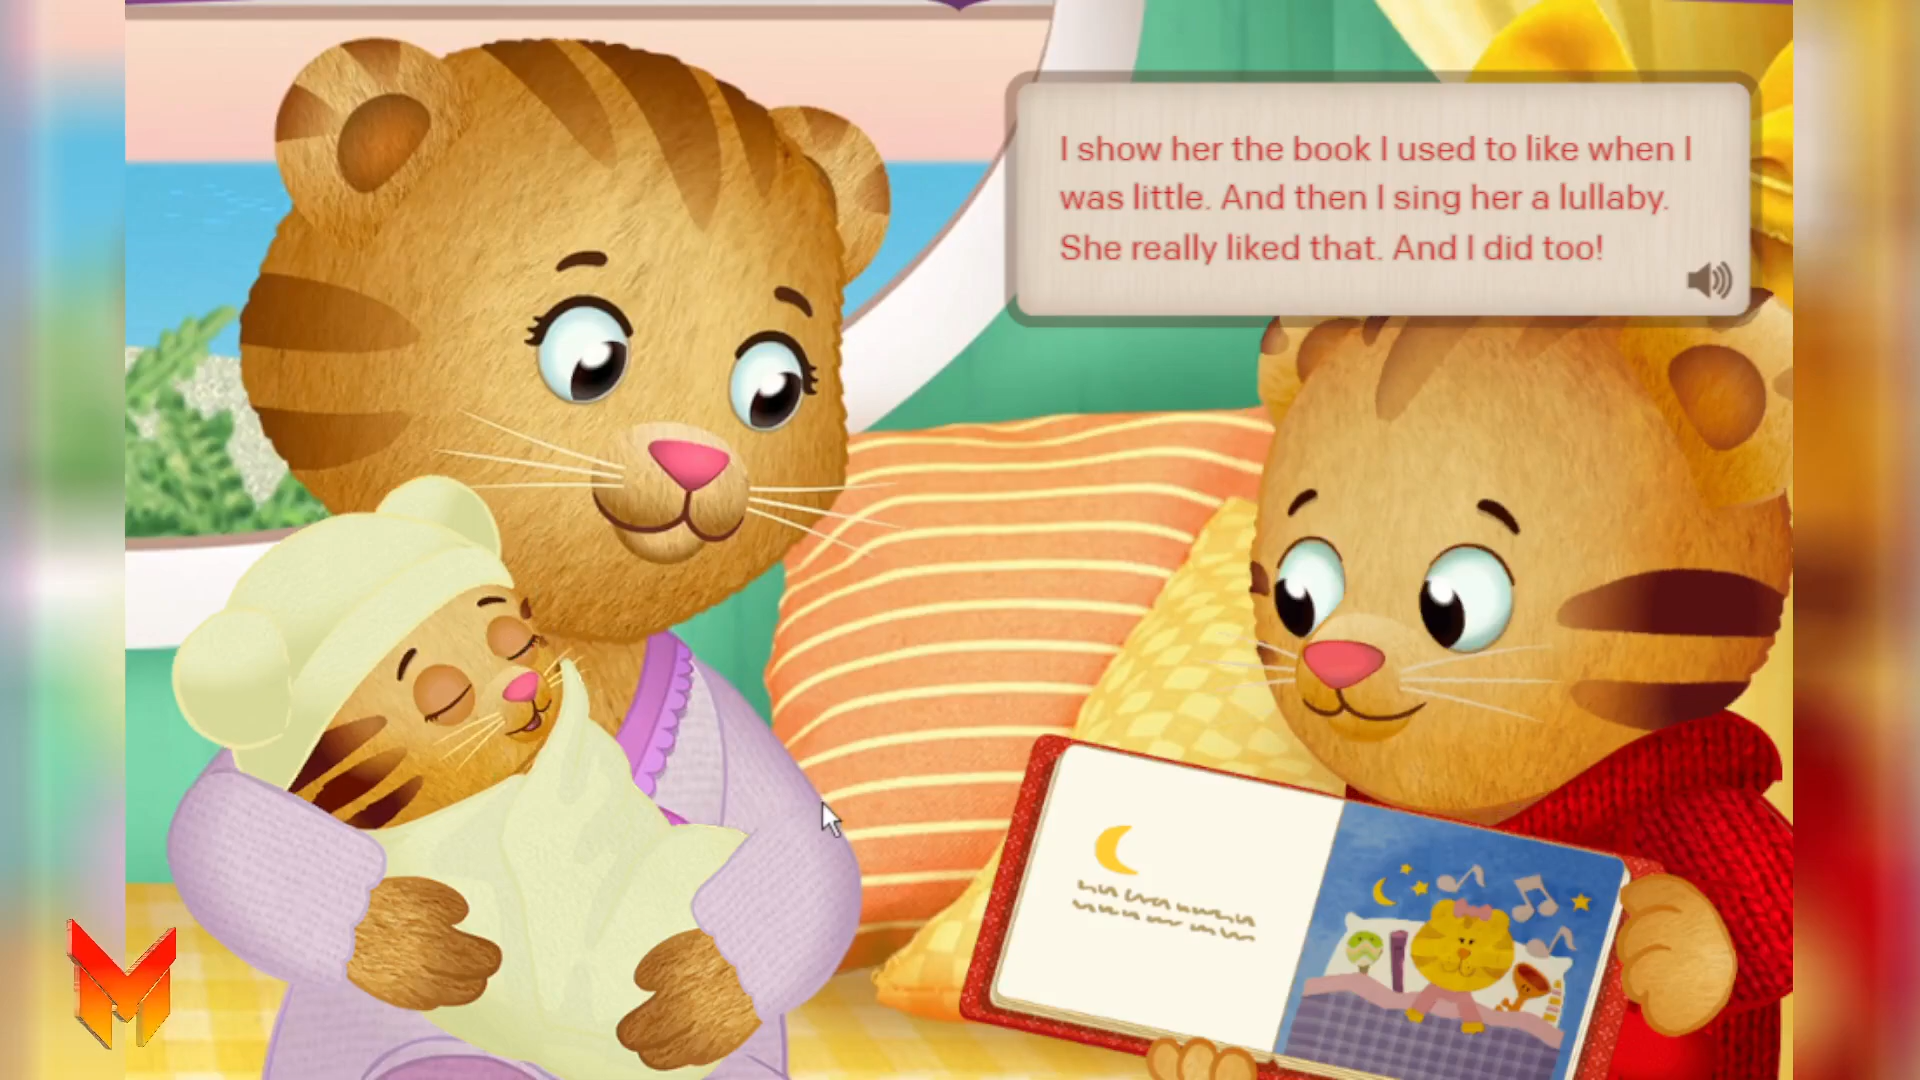 I show her the book I used to like when I
was little. And then I sing her a lullaby.
She really liked that. And I did too!
M